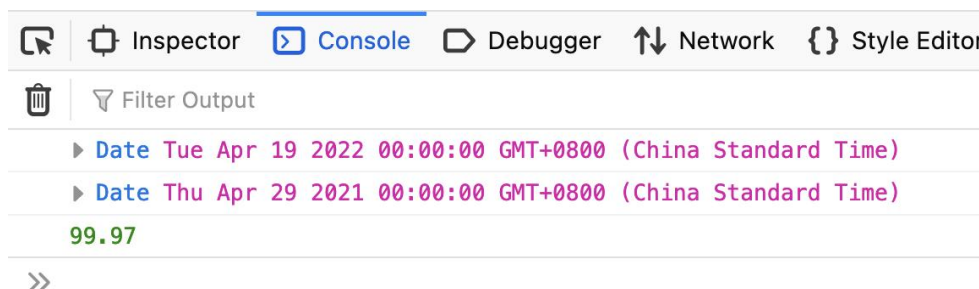 Inspector Console Debugger Network {} Style Editor
Filter Output
Date Tue Apr 19 2022 00:00:00 GMT+0800 (China Standard Time)
Date Thu Apr 29 2021 00:00:00 GMT+0800 (China Standard Time)
99.97